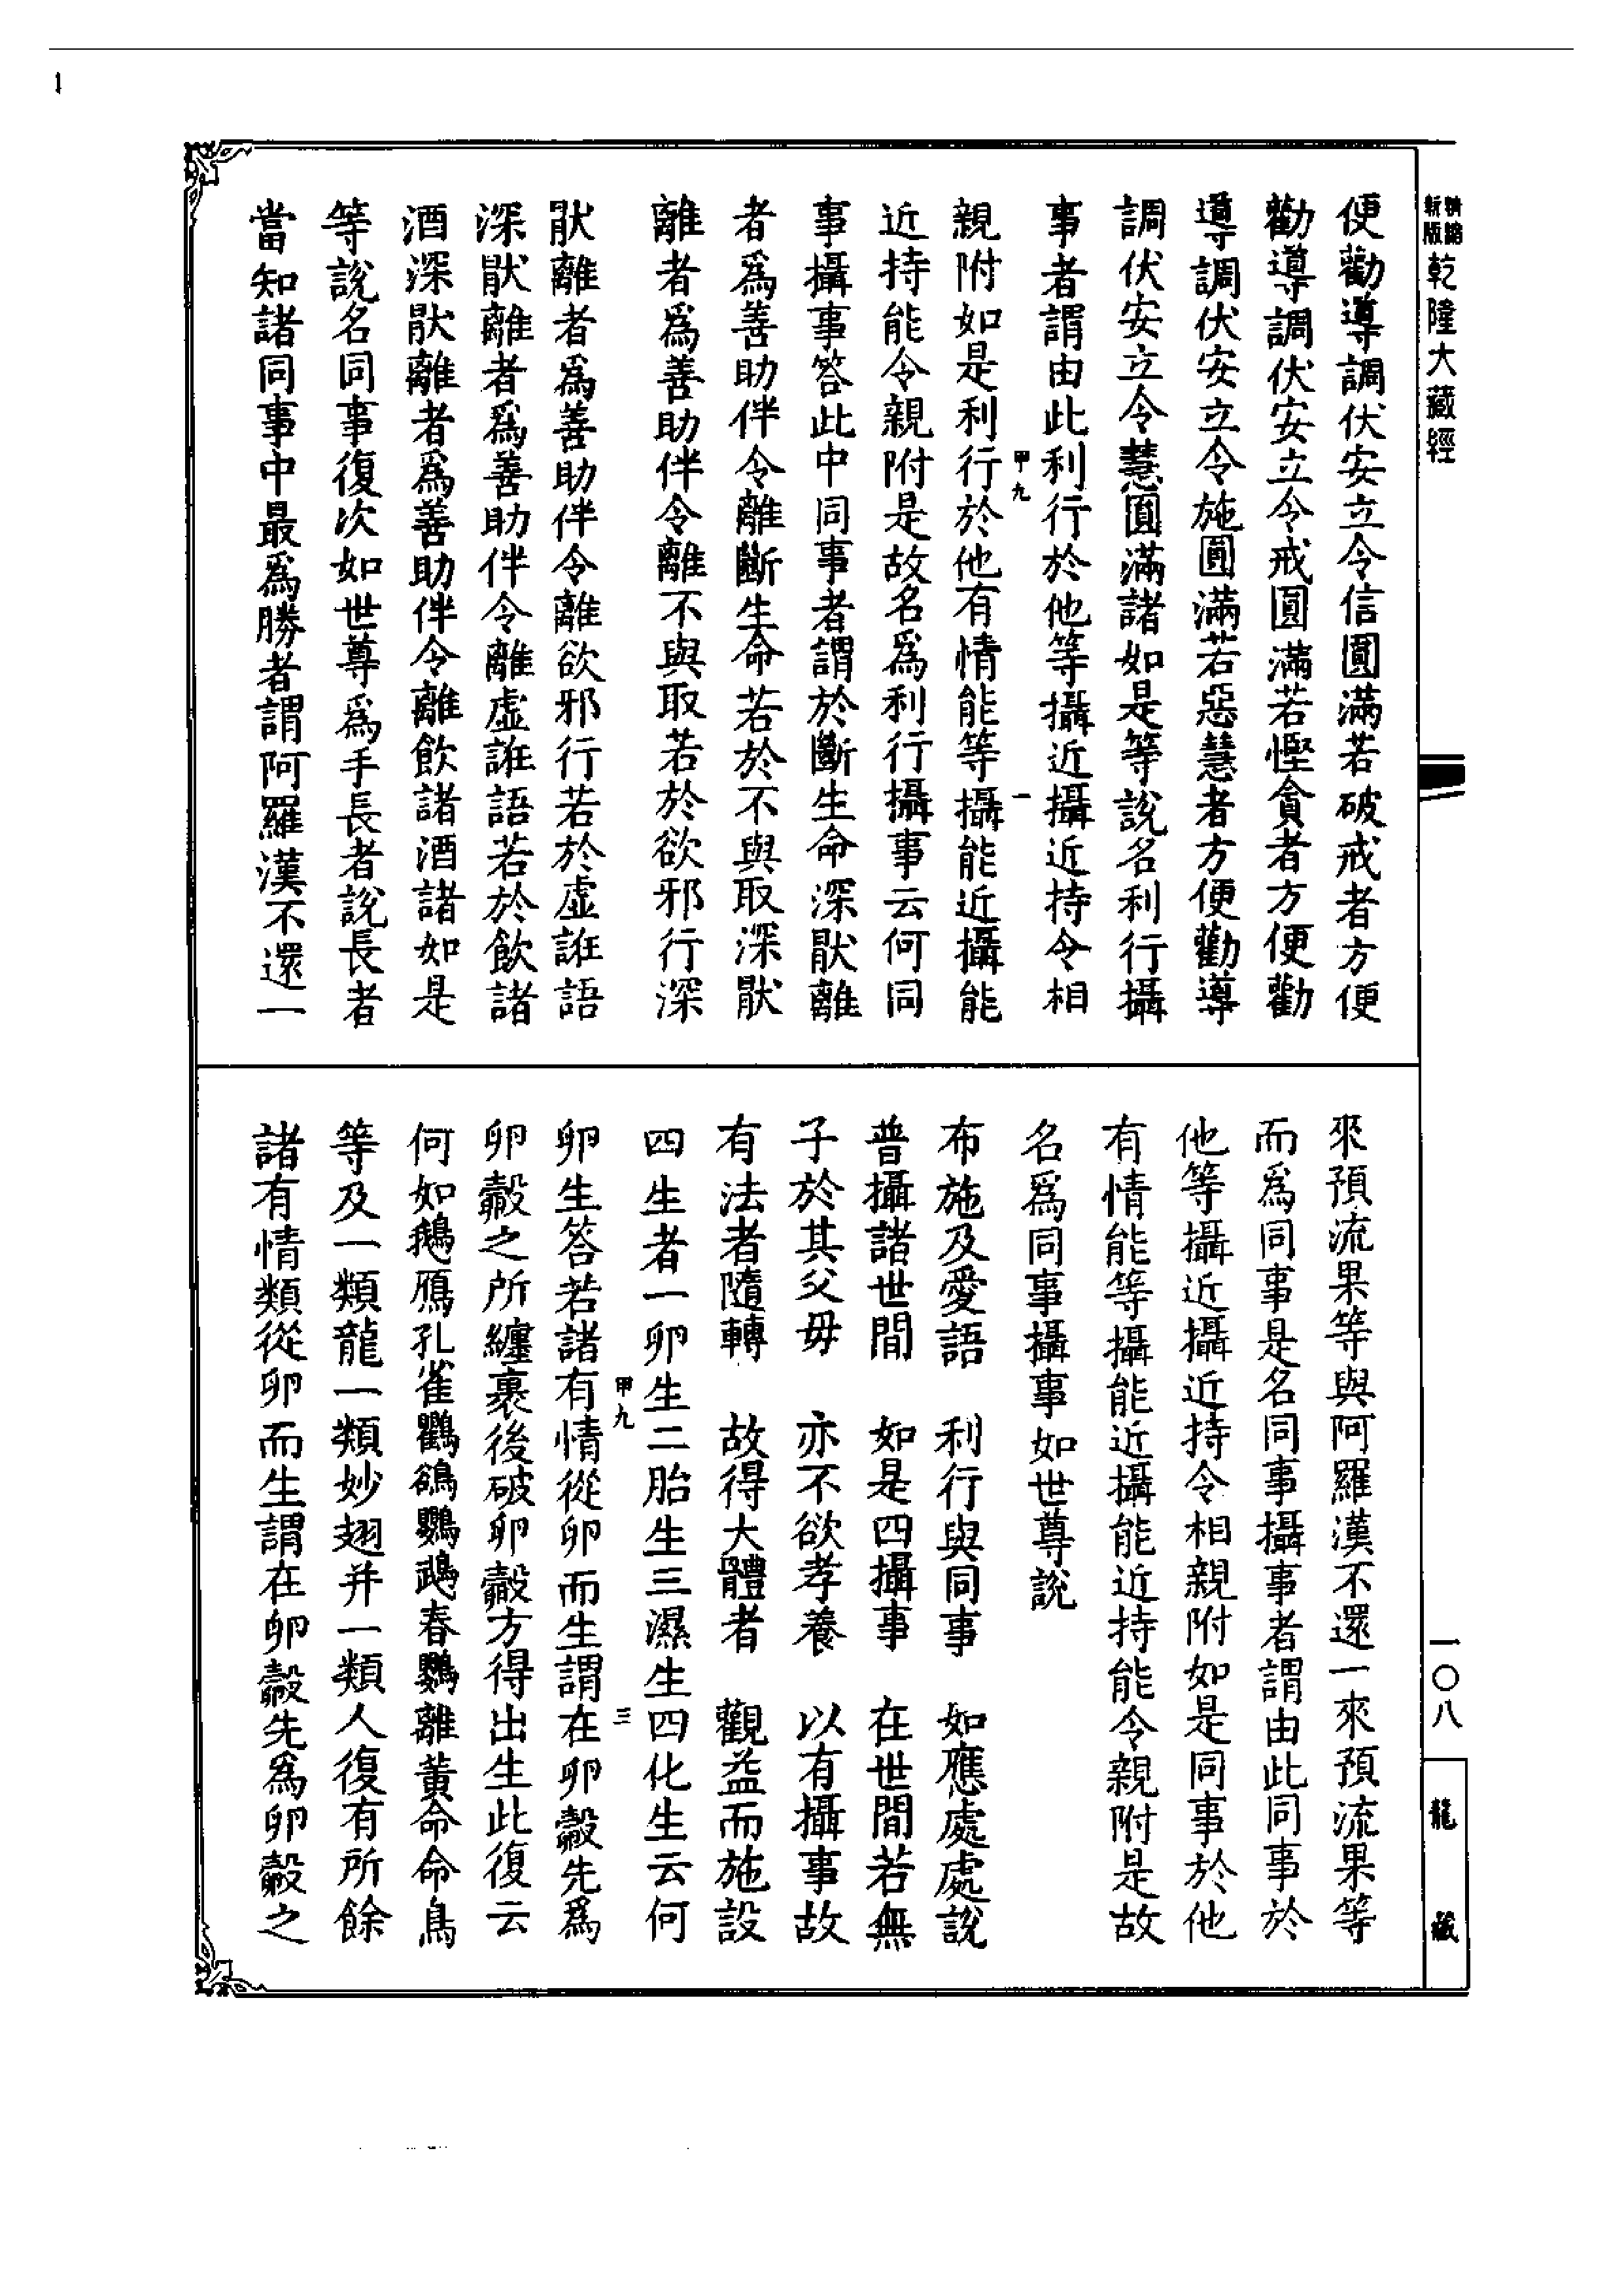 精縮
新版
乾隆大藏經
便勸導調伏安立令信圓滿若破戒者方便
勸導調伏安立令戒圓滿若慳貪者方便勸
導調伏安立令施圓滿若惡慧者方便勸導
調伏安立令慧圓滿諸如是等說名利行攝
事者謂由此利行於他等攝近攝近持令相
甲九
一
親附如是利行於他有情能等攝能近攝能
近持能令親附是故名為利行攝事云何同
事攝事答此中同事者謂於斷生命深猒離
者為善助伴令離斷生命若於不與取深猒
離者為善助伴令離不與取若於欲邪行深
猒離者為善助伴令離欲邪行若於虛誑語
深猒離者為善助伴令離虛誑語若於飲諸
酒深猒離者為善助伴令離飲諸酒諸如是
等說名同事復次如世尊為手長者說長者
當知諸同事中最為勝者謂阿羅漢不還一
來預流果等與阿羅漢不還一來預流果等
而為同事是名同事攝事者謂由此同事於
他等攝近攝近持令相親附如是同事於他
有情能等攝能近攝能近持能令親附是故
名為同事攝事如世尊說
布施及愛語　利行與同事　如應處處說
普攝諸世間　如是四攝事　在世間若無
子於其父毋　亦不欲孝養　以有攝事故
有法者隨轉　故得大體者　觀益而施設
四生者一卵生二胎生三濕生四化生云何
甲九
三
卵生答若諸有情從卵而生謂在卵㲉先為
卵㲉之所纏裹後破卵㲉方得出生此復云
何如鵝鴈孔雀鸜鵒鸚鵡春鸚離黃命命鳥
等及一類龍一類妙翅并一類人復有所餘
諸有情類從卵而生謂在卵㲉先為卵㲉之
一〇八
龍藏